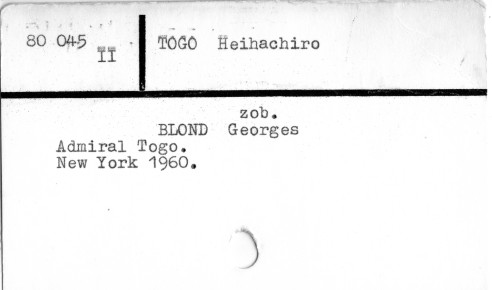 80 045 II TOGO Heihachiro
zob.
BLOND Georges
Admiral Togo.
New York 1960.